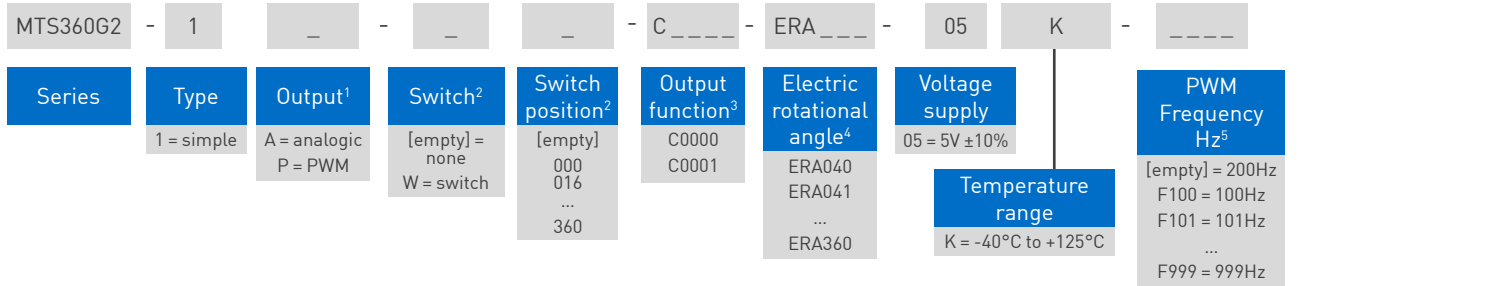 MTS360G2 - 1 _ - _ _ - C _ _ _ _ - ERA _ _ _ - 05 K - _ _ _ _
Series
Type
1 = simple
Output¹
A = analogic
P = PWM
Switch²
[empty] =
none
W = switch
Switch
position²
[empty]
000
016
...
360
Output
function³
C0000
C0001
Electric
rotational
angle⁴
ERA040
ERA041
...
ERA360
Voltage
supply
05 = 5V ±10%
Temperature
range
K = -40°C to +125°C
PWM
Frequency
Hz⁵
[empty] = 200Hz
F100 = 100Hz
F101 = 101Hz
...
F999 = 999Hz